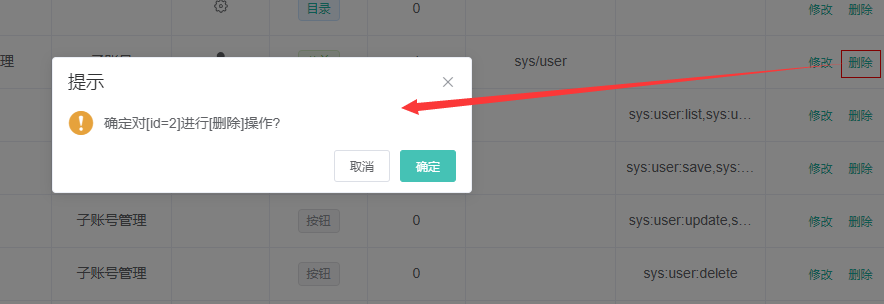 目录 0 修改 删除
理 sys/user 修改 删除
提示
确定对[id=2]进行[删除]操作?
取消 确定
sys:user:list,sys:u… 修改 删除
sys:user:save,sys:… 修改 删除
子账号管理 按钮 0 sys:user:update,s… 修改 删除
子账号管理 按钮 0 sys:user:delete 修改 删除